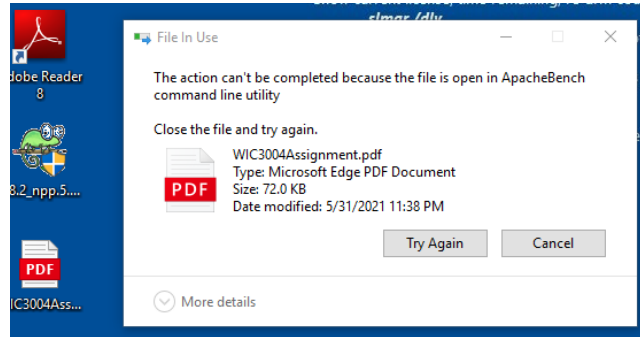 slmgr /dlv
File In Use
The action can't be completed because the file is open in ApacheBench
command line utility
Close the file and try again.
WIC3004Assignment.pdf
Type: Microsoft Edge PDF Document
PDF
Size: 72.0 KB
Date modified: 5/31/2021 11:38 PM
Try Again
Cancel
More details
dobe Reader
8
8.2_npp.5....
PDF
IC3004Ass...